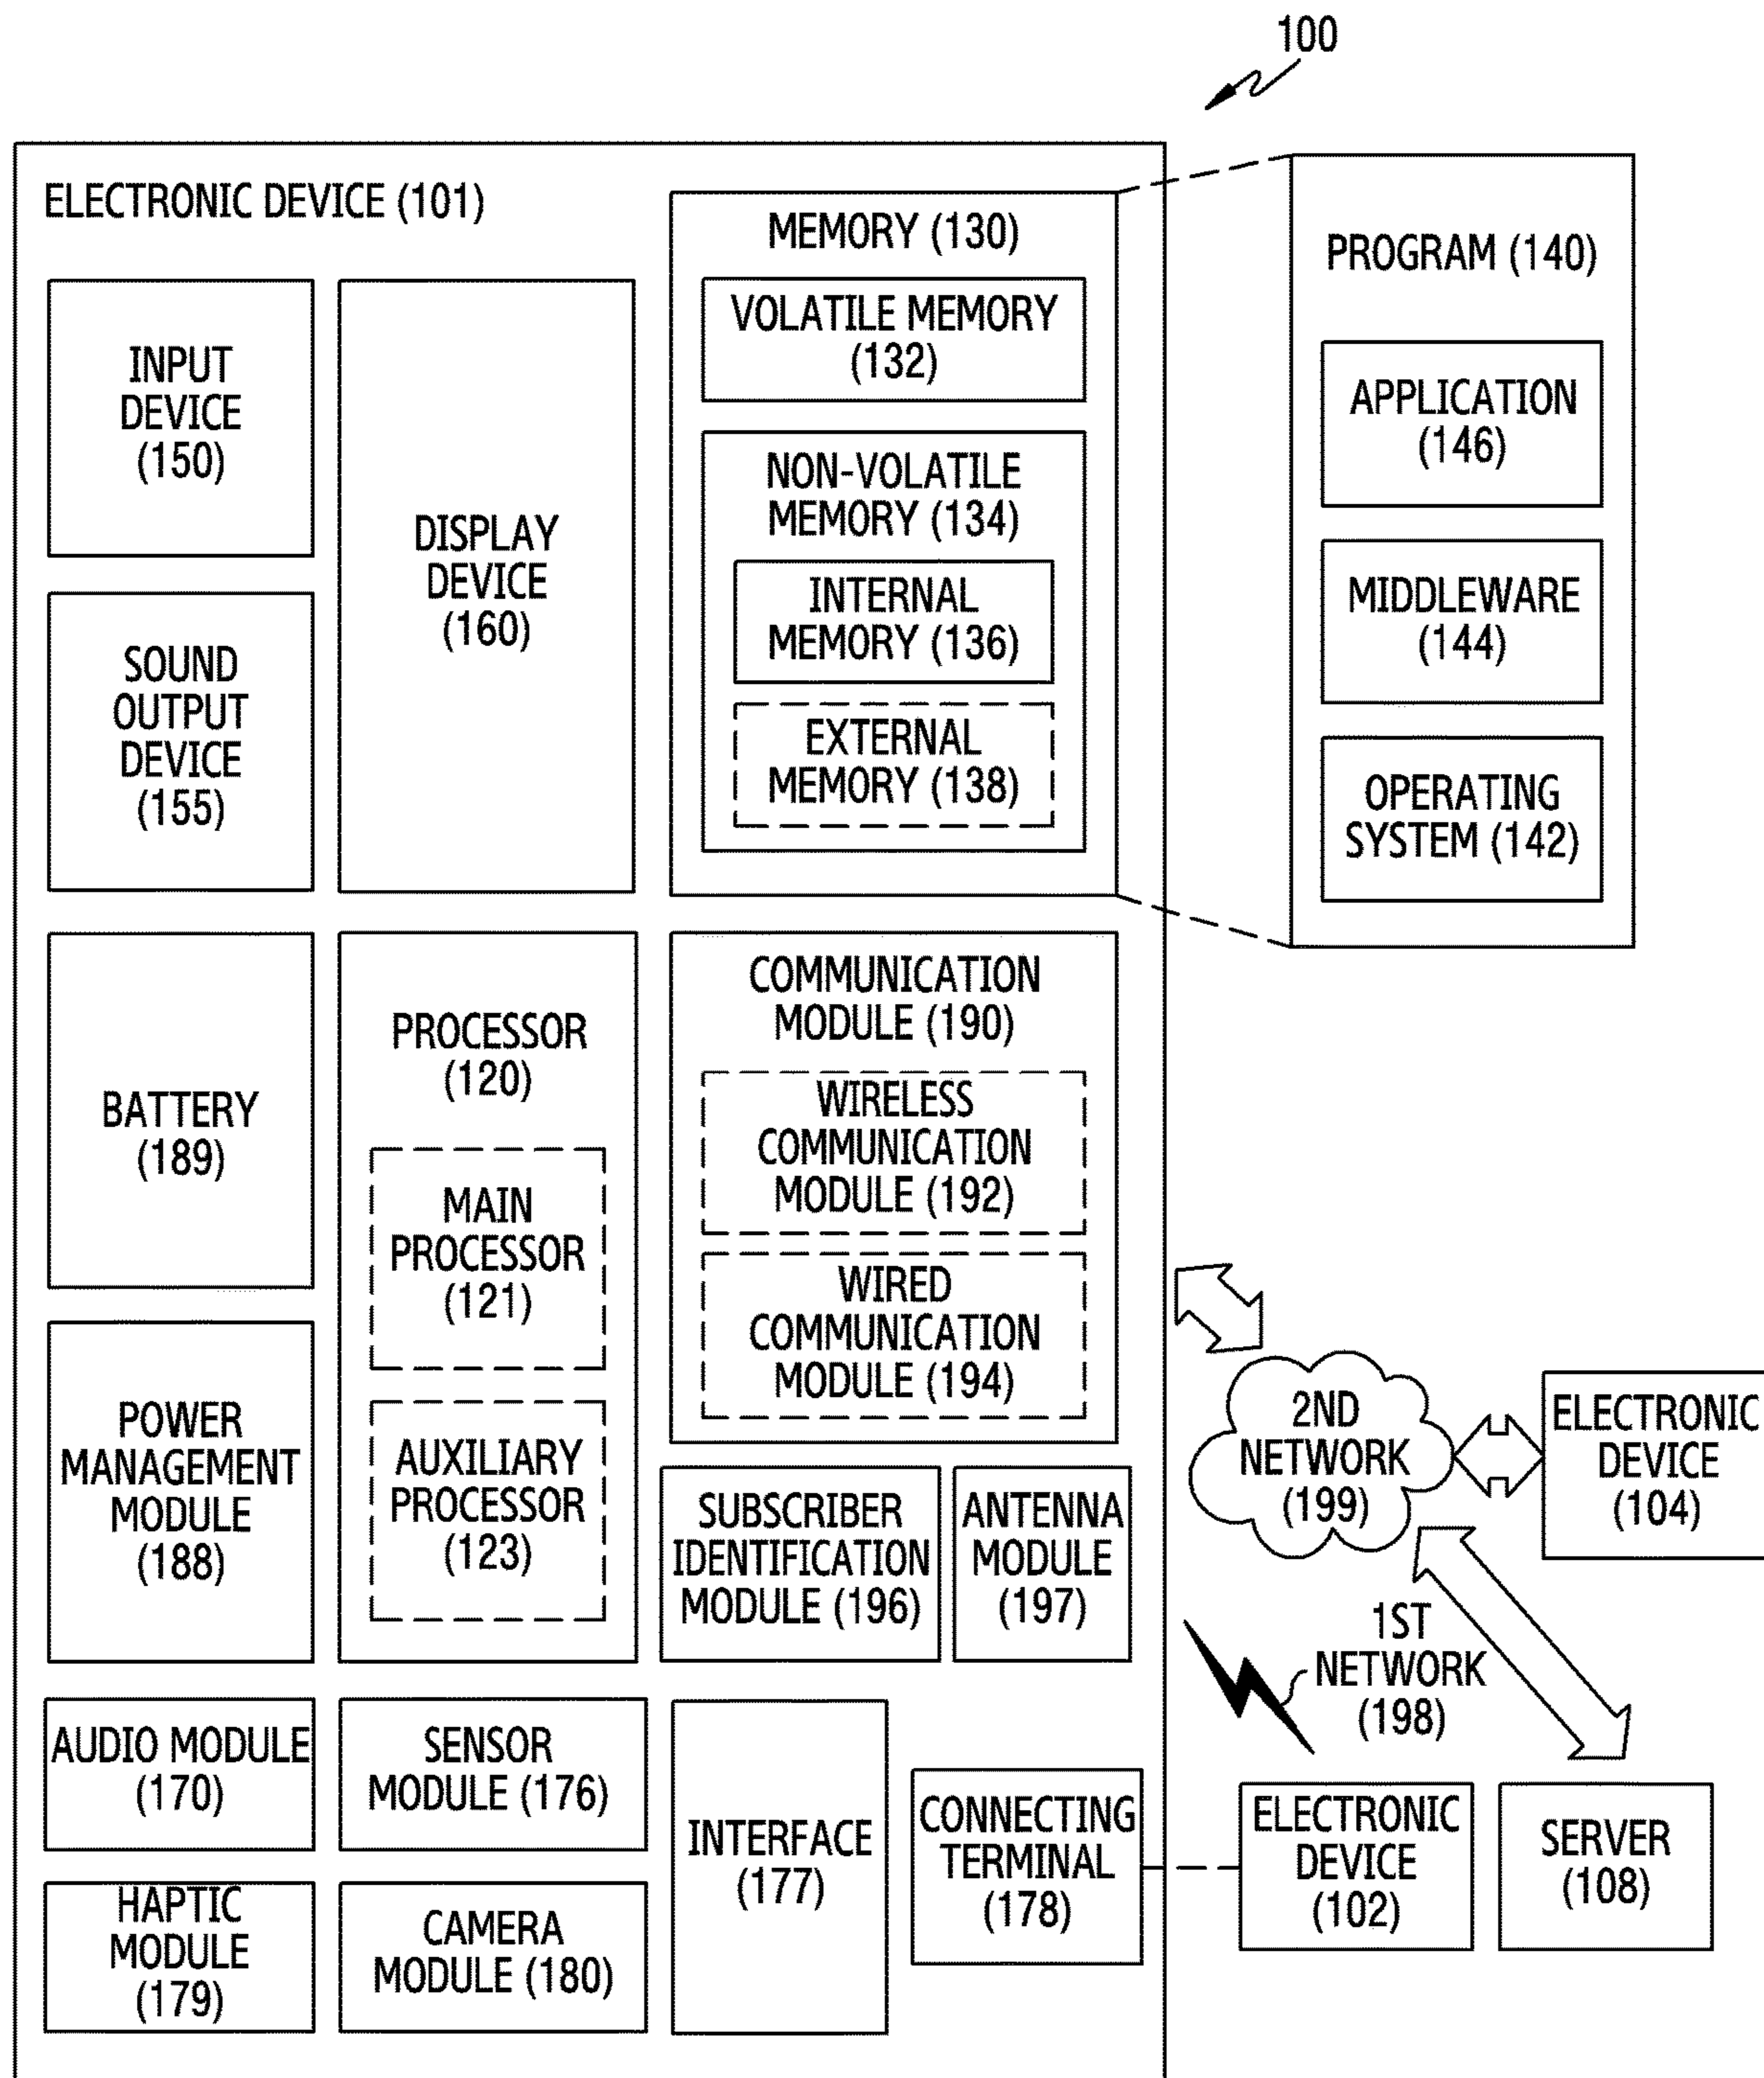 100
ELECTRONIC DEVICE (101)
INPUT
DEVICE
(150)
SOUND
OUTPUT
DEVICE
(155)
DISPLAY
DEVICE
(160)
MEMORY (130)
VOLATILE MEMORY
(132)
NON-VOLATILE
MEMORY (134)
INTERNAL
MEMORY (136)
EXTERNAL
MEMORY (138)
PROGRAM (140)
APPLICATION
(146)
MIDDLEWARE
(144)
OPERATING
SYSTEM (142)
BATTERY
(189)
POWER
MANAGEMENT
MODULE
(188)
PROCESSOR
(120)
MAIN
PROCESSOR
(121)
AUXILIARY
PROCESSOR
(123)
COMMUNICATION
MODULE (190)
WIRELESS
COMMUNICATION
MODULE (192)
WIRED
COMMUNICATION
MODULE (194)
SUBSCRIBER
IDENTIFICATION
MODULE (196)
ANTENNA
MODULE
(197)
2ND
NETWORK
(199)
ELECTRONIC
DEVICE
(104)
1ST
NETWORK
(198)
AUDIO MODULE
(170)
SENSOR
MODULE (176)
HAPTIC
MODULE
(179)
CAMERA
MODULE (180)
INTERFACE
(177)
CONNECTING
TERMINAL
(178)
ELECTRONIC
DEVICE
(102)
SERVER
(108)